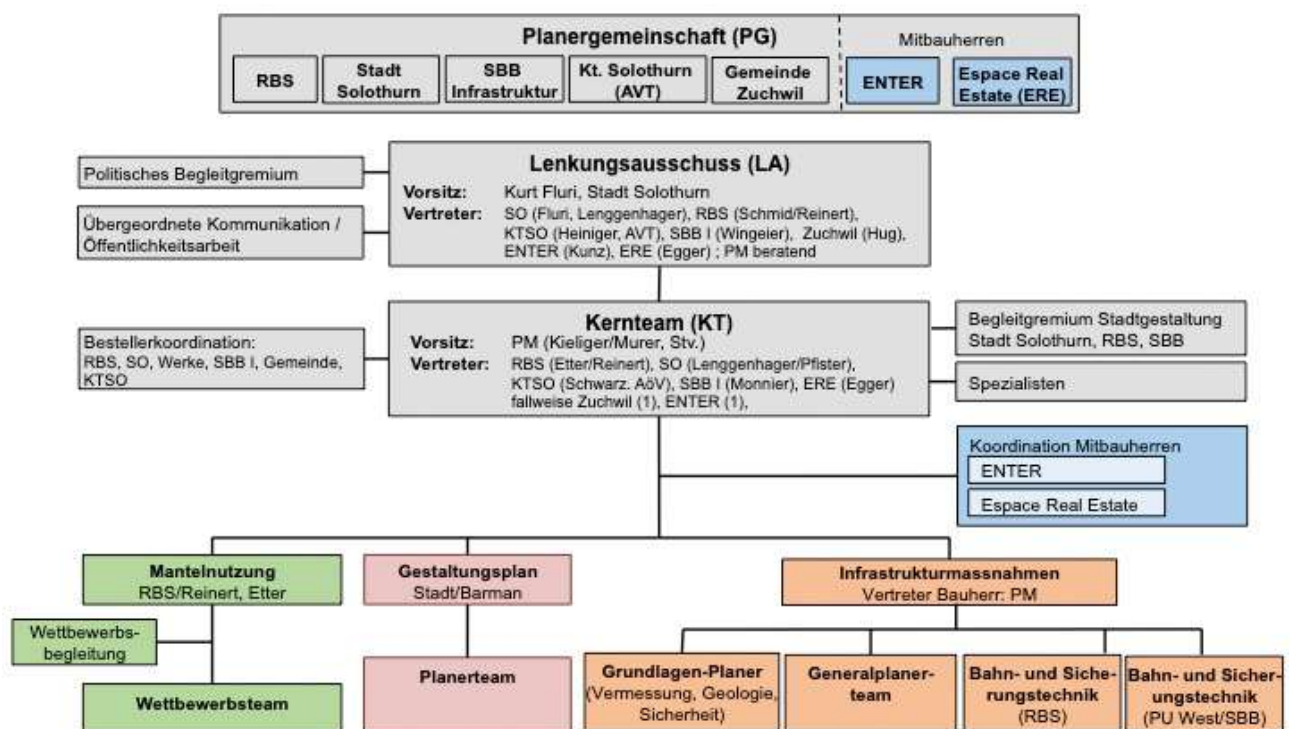 Planergemeinschaft (PG)
Mitbauherren
RBS
Stadt
Solothurn
SBB
Infrastruktur
Kt. Solothurn
(AVT)
Gemeinde
Zuchwil
ENTER
Espace Real
Estate (ERE)
Lenkungsausschuss (LA)
Vorsitz: Kurt Fluri, Stadt Solothurn
Vertreter: SO (Fluri, Lenggenhager), RBS (Schmid/Reinert),
KTSO (Heiniger, AVT), SBB I (Wingeier), Zuchwil (Hug),
ENTER (Kunz), ERE (Egger) ; PM beratend
Politisches Begleitgremium
Übergeordnete Kommunikation /
Öffentlichkeitsarbeit
Kernteam (KT)
Vorsitz: PM (Kieliger/Murer, Stv.)
Vertreter: RBS (Etter/Reinert), SO (Lenggenhager/Pfister),
KTSO (Schwarz. AöV), SBB I (Monnier), ERE (Egger)
fallweise Zuchwil (1), ENTER (1),
Bestellerkoordination:
RBS, SO, Werke, SBB I, Gemeinde,
KTSO
Begleitgremium Stadtgestaltung
Stadt Solothurn, RBS, SBB
Spezialisten
Koordination Mitbauherren
ENTER
Espace Real Estate
Mantelnutzung
RBS/Reinert, Etter
Wettbewerbs-
begleitung
Wettbewerbsteam
Gestaltungsplan
Stadt/Barman
Planerteam
Infrastrukturmassnahmen
Vertreter Bauherr: PM
Grundlagen-Planer
(Vermessung, Geologie,
Sicherheit)
Generalplaner-
team
Bahn- und Siche-
rungstechnik
(RBS)
Bahn- und Sicher-
ungstechnik
(PU West/SBB)